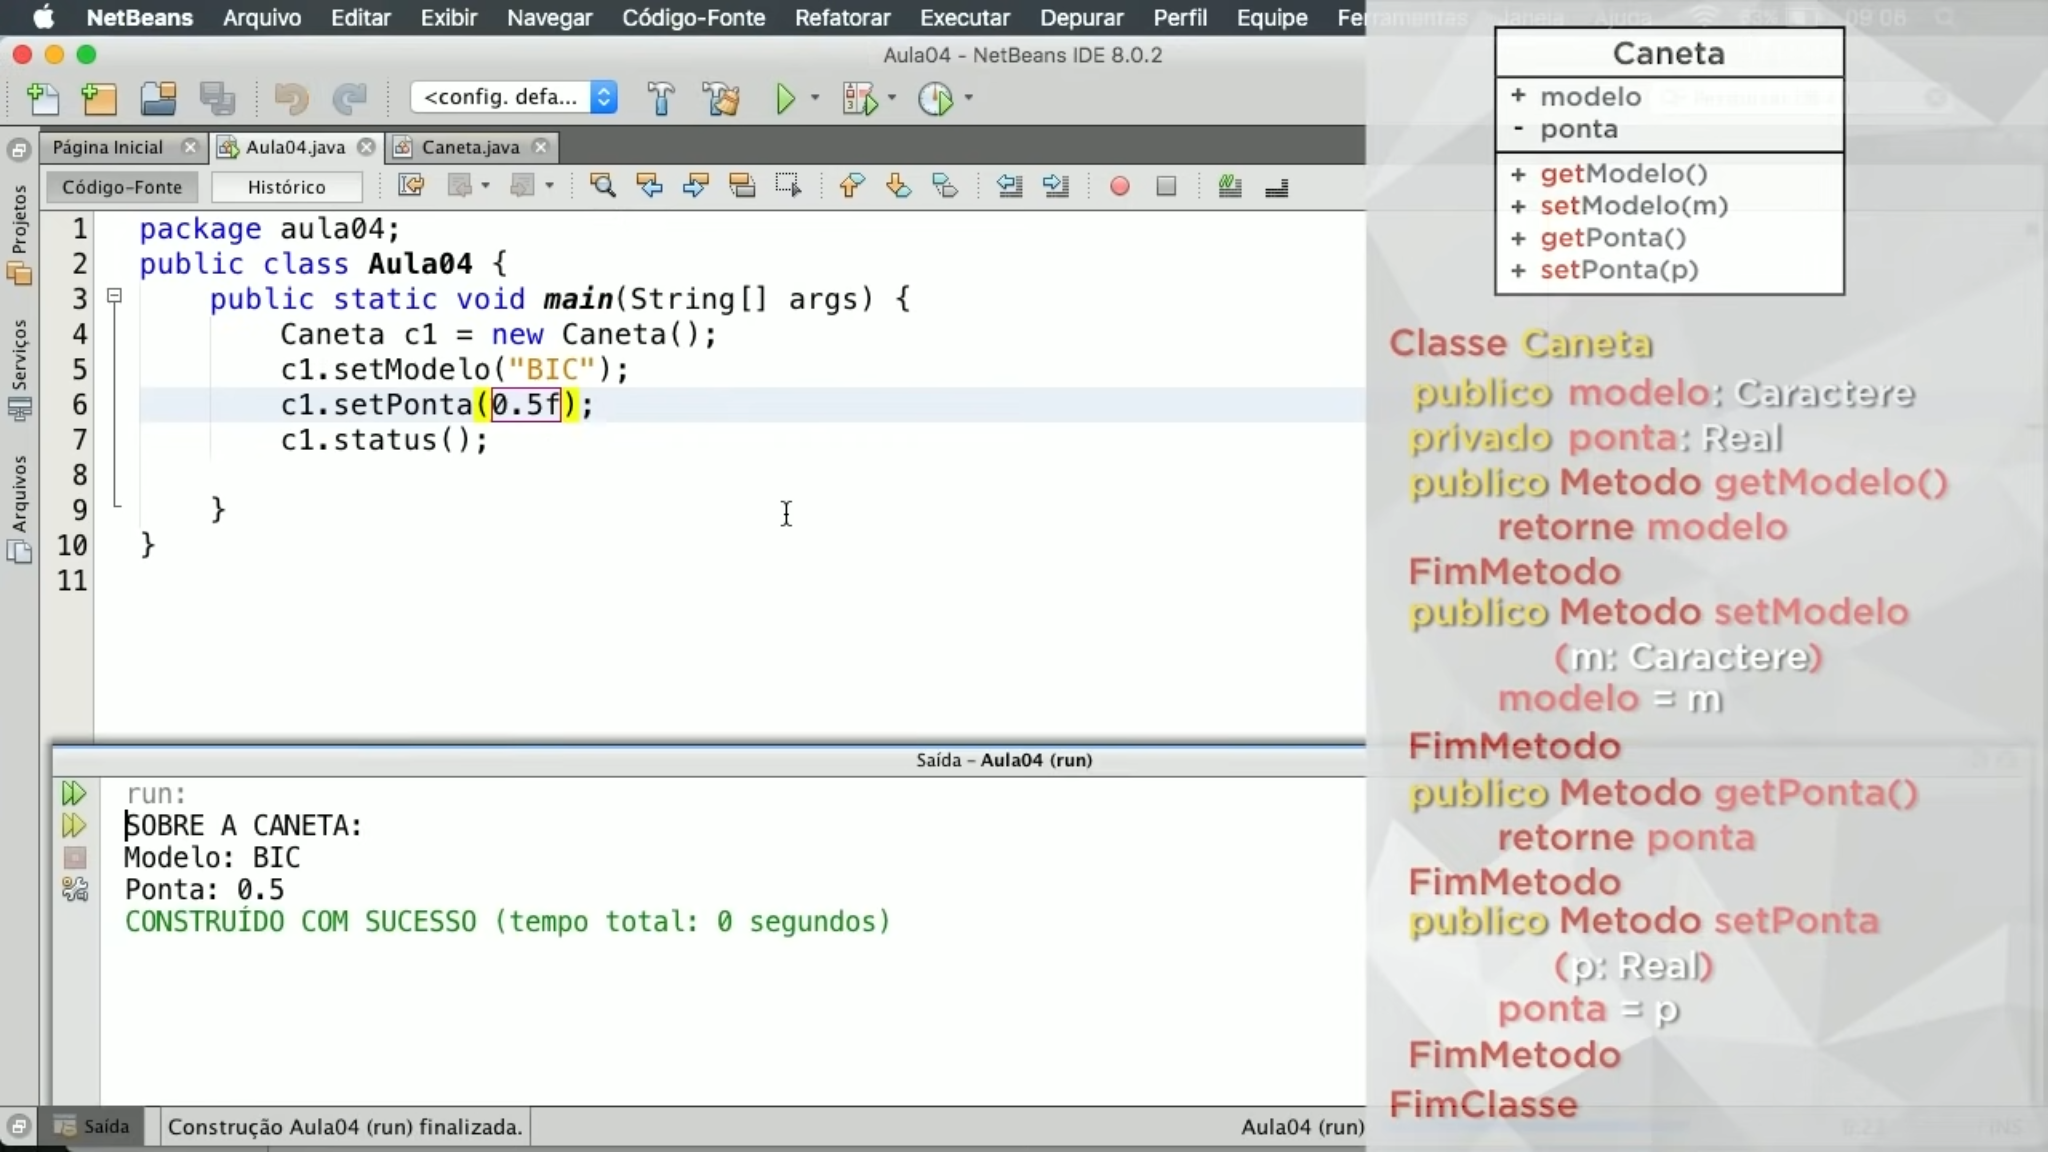 NetBeans Arquivo Editar Exibir Navegar Código-Fonte Refatorar Executar Depurar Perfil Equipe Ferramentas Janela Ajuda
Aula04 - NetBeans IDE 8.0.2
<config. defa...
Página Inicial Aula04.java Caneta.java
Código-Fonte Histórico
Projetos
Serviços
Arquivos
1 package aula04;
2 public class Aula04 {
3 public static void main(String[] args) {
4 Caneta c1 = new Caneta();
5 c1.setModelo("BIC");
6 c1.setPonta(0.5f);
7 c1.status();
8
9 }
10 }
11
Saída - Aula04 (run)
run:
SOBRE A CANETA:
Modelo: BIC
Ponta: 0.5
CONSTRUÍDO COM SUCESSO (tempo total: 0 segundos)
Saída Construção Aula04 (run) finalizada. Aula04 (run)
Caneta
+ modelo
- ponta
+ getModelo()
+ setModelo(m)
+ getPonta()
+ setPonta(p)
Classe Caneta
publico modelo: Caractere
privado ponta: Real
publico Metodo getModelo()
retorne modelo
FimMetodo
publico Metodo setModelo
(m: Caractere)
modelo = m
FimMetodo
publico Metodo getPonta()
retorne ponta
FimMetodo
publico Metodo setPonta
(p: Real)
ponta = p
FimMetodo
FimClasse